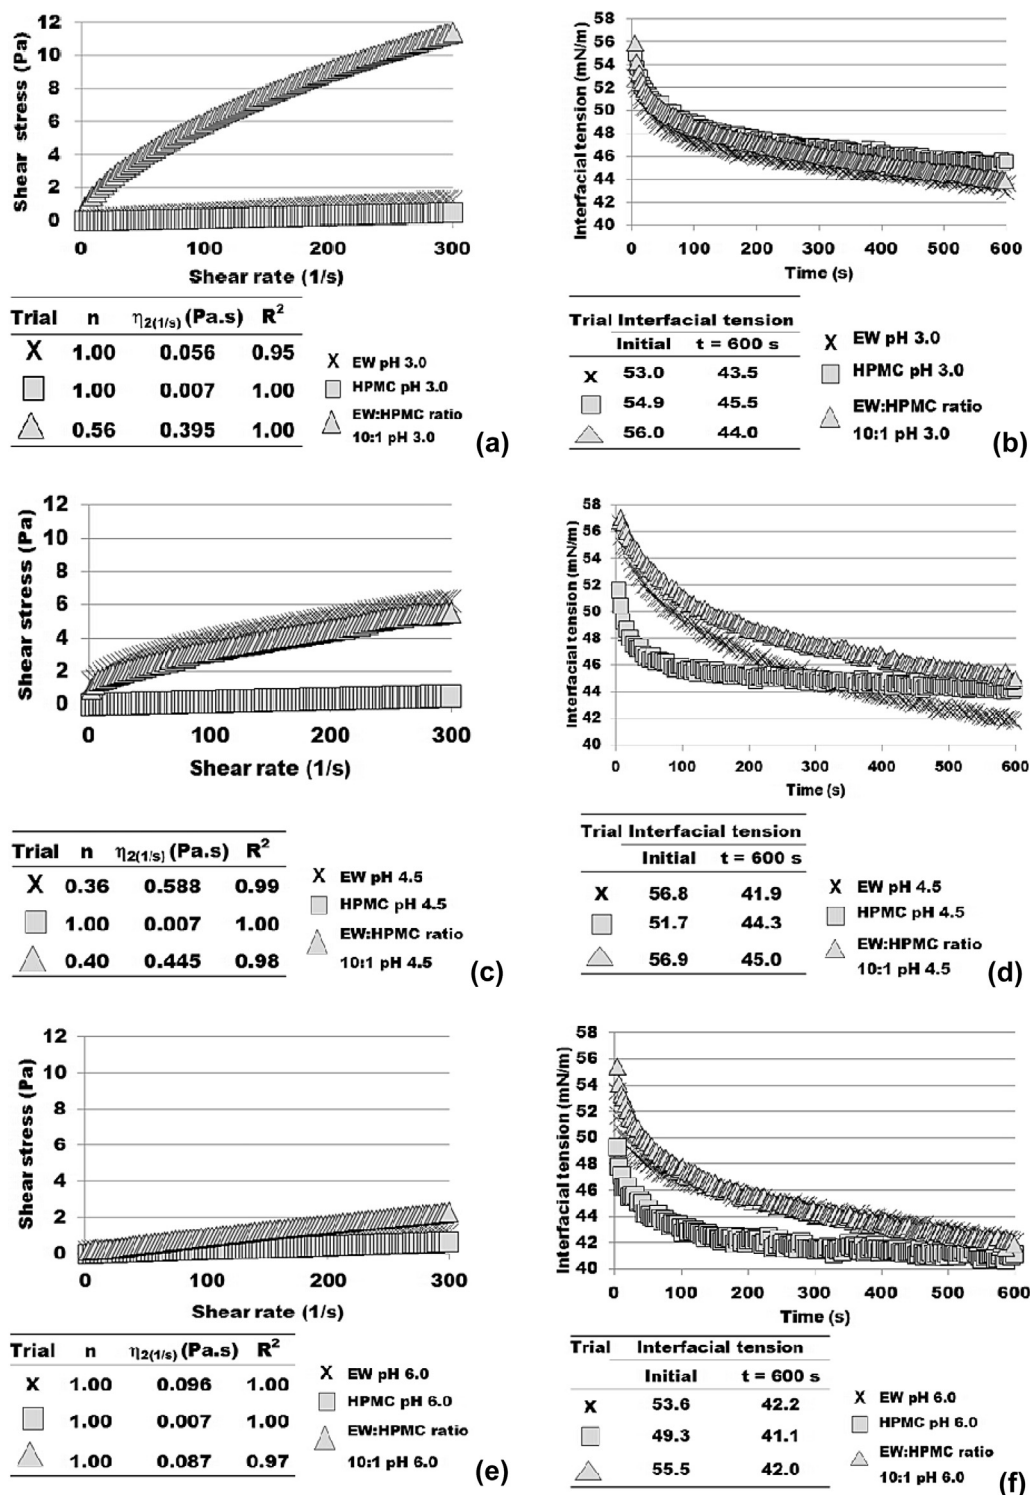 12
10
8
6
4
2
0
Shear stress (Pa)
0 100 200 300
Shear rate (1/s)
Trial n η2(1/s) (Pa.s) R2
X 1.00 0.056 0.95
1.00 0.007 1.00
0.56 0.395 1.00
X EW pH 3.0
HPMC pH 3.0
EW:HPMC ratio
10:1 pH 3.0
(a)
58
56
54
52
50
48
46
44
42
40
Interfacial tension (mN/m)
0 100 200 300 400 500 600
Time (s)
Trial Interfacial tension
Initial t = 600 s
x 53.0 43.5
54.9 45.5
56.0 44.0
X EW pH 3.0
HPMC pH 3.0
EW:HPMC ratio
10:1 pH 3.0
(b)
12
10
8
6
4
2
0
Shear stress (Pa)
0 100 200 300
Shear rate (1/s)
Trial n η2(1/s) (Pa.s) R2
X 0.36 0.588 0.99
1.00 0.007 1.00
0.40 0.445 0.98
X EW pH 4.5
HPMC pH 4.5
EW:HPMC ratio
10:1 pH 4.5
(c)
58
56
54
52
50
48
46
44
42
40
Interfacial tension (mN/m)
0 100 200 300 400 500 600
Time (s)
Trial Interfacial tension
Initial t = 600 s
X 56.8 41.9
51.7 44.3
56.9 45.0
X EW pH 4.5
HPMC pH 4.5
EW:HPMC ratio
10:1 pH 4.5
(d)
12
10
8
6
4
2
0
Shear stress (Pa)
0 100 200 300
Shear rate (1/s)
Trial n η2(1/s) (Pa.s) R2
x 1.00 0.096 1.00
1.00 0.007 1.00
1.00 0.087 0.97
X EW pH 6.0
HPMC pH 6.0
EW:HPMC ratio
10:1 pH 6.0
(e)
58
56
54
52
50
48
46
44
42
40
Interfacial tension (mN/m)
0 100 200 300 400 500 600
Time (s)
Trial Interfacial tension
Initial t = 600 s
X 53.6 42.2
49.3 41.1
55.5 42.0
X EW pH 6.0
HPMC pH 6.0
EW:HPMC ratio
10:1 pH 6.0
(f)